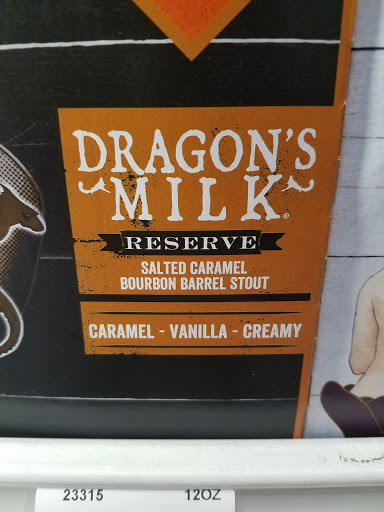 DRAGON'S
MILK®
RESERVE
SALTED CARAMEL
BOURBON BARREL STOUT
CARAMEL - VANILLA - CREAMY
23315 12OZ